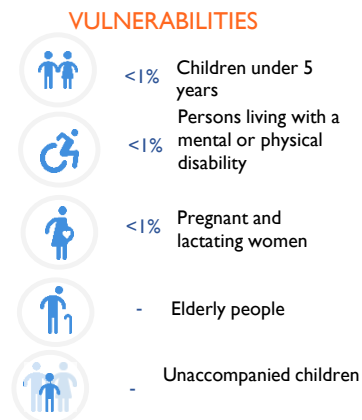 VULNERABILITIES
<1% Children under 5
years
Persons living with a
<1% mental or physical
disability
<1% Pregnant and
lactating women
- Elderly people
Unaccompanied children
-